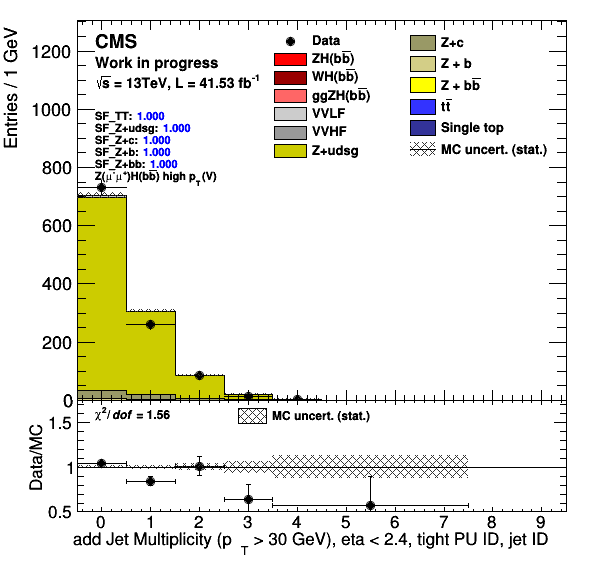 CMS
Work in progress
√s = 13TeV, L = 41.53 fb⁻¹
SF_TT: 1.000
SF_Z+udsg: 1.000
SF_Z+c: 1.000
SF_Z+b: 1.000
SF_Z+bb: 1.000
Z(μ⁻μ⁺)H(bb̅) high p_T(V)
Data
ZH(bb̅)
WH(bb̅)
ggZH(bb̅)
VVLF
VVHF
Z+udsg
Z+c
Z + b
Z + bb̅
tt̅
Single top
MC uncert. (stat.)
Entries / 1 GeV
1200
1000
800
600
400
200
0
χ²/dof = 1.56
MC uncert. (stat.)
Data/MC
1.5
1
0.5
0 1 2 3 4 5 6 7 8 9
add Jet Multiplicity (p_T > 30 GeV), eta < 2.4, tight PU ID, jet ID